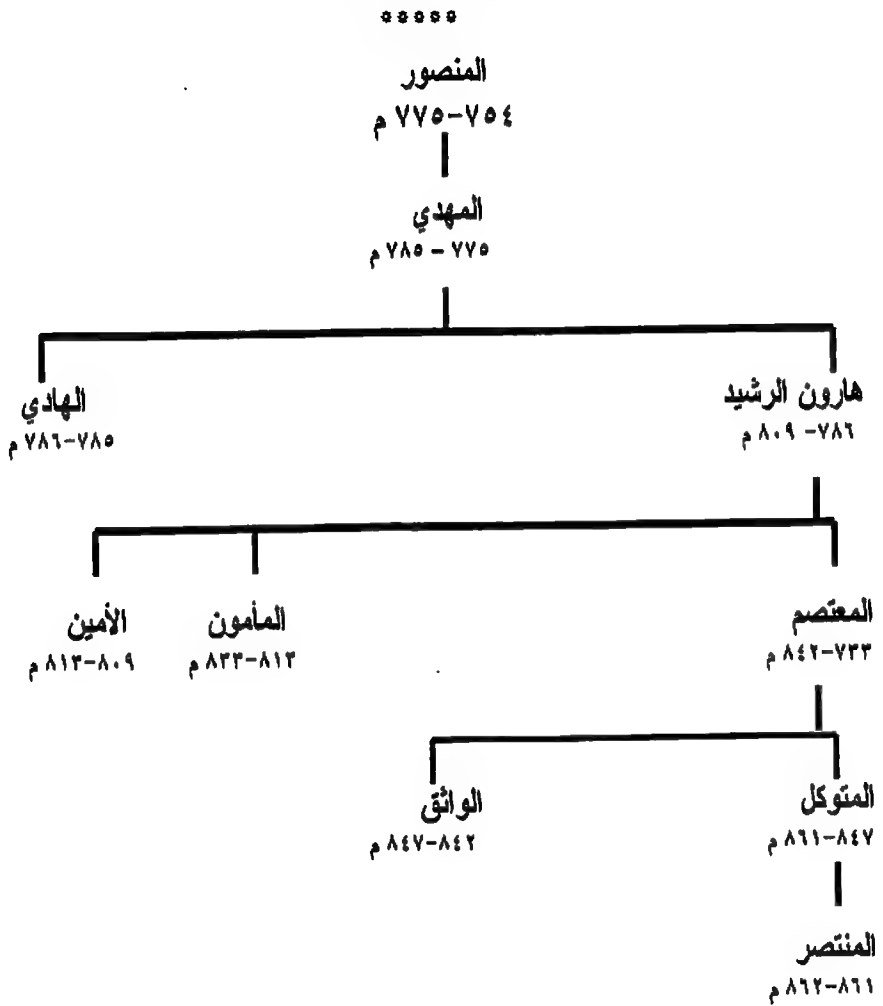 المنصور
٧٥٤-٧٧٥ م
المهدي
٧٧٥ – ٧٨٥ م
هارون الرشيد
٧٨٦- ٨٠٩ م
الهادي
٧٨٥-٧٨٦ م
المعتصم
٧٣٣-٨٤٢ م
المأمون
٨١٣-٨٣٣ م
الأمين
٨٠٩-٨١٣ م
المتوكل
٨٤٧-٨٦١ م
الواثق
٨٤٢-٨٤٧ م
المنتصر
٨٦١-٨٦٢ م